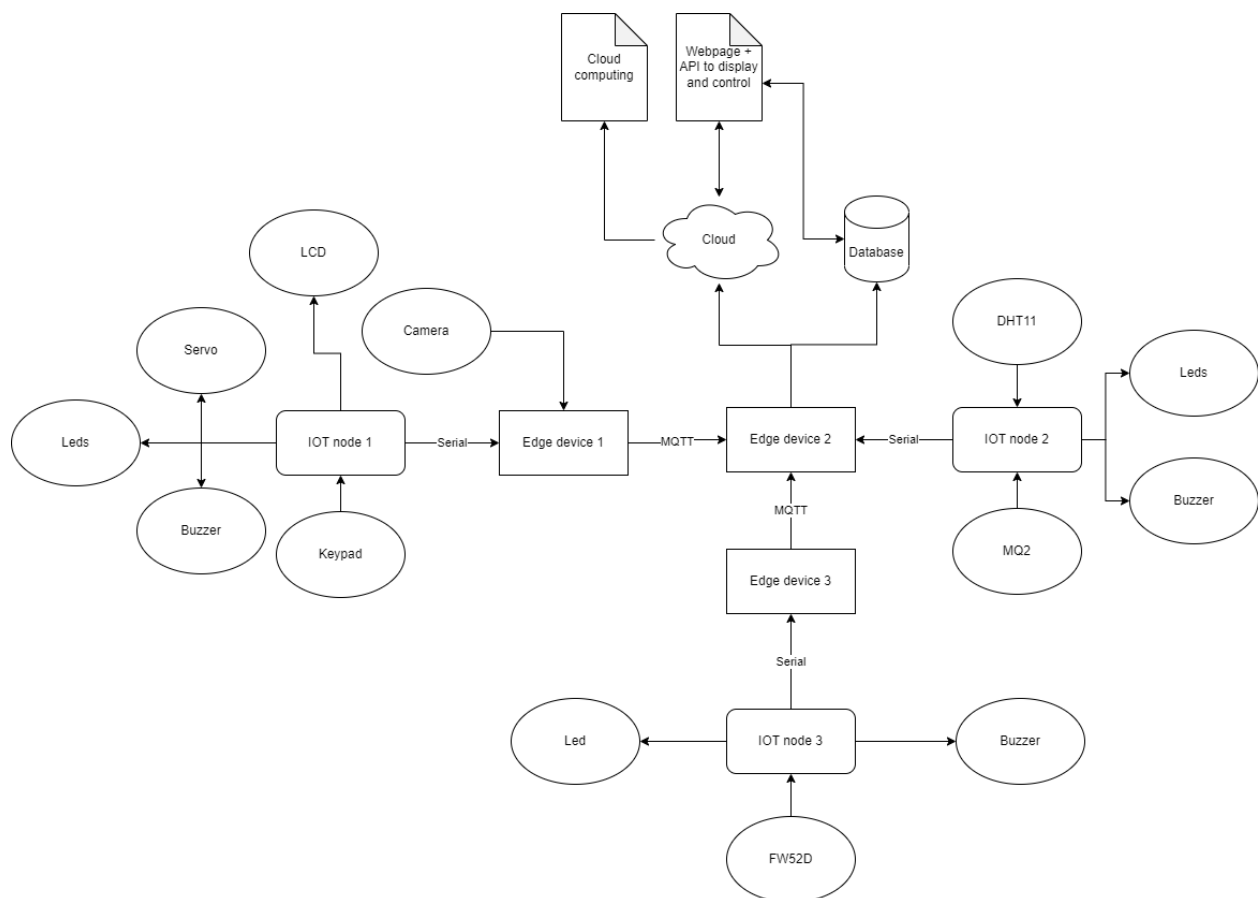 Cloud
computing
Webpage +
API to display
and control
LCD
Cloud
Database
Servo
Camera
DHT11
Leds
Leds
IOT node 1
Serial
Edge device 1
MQTT
Edge device 2
Serial
IOT node 2
Buzzer
Keypad
MQTT
MQ2
Buzzer
Edge device 3
Serial
Led
IOT node 3
Buzzer
FW52D